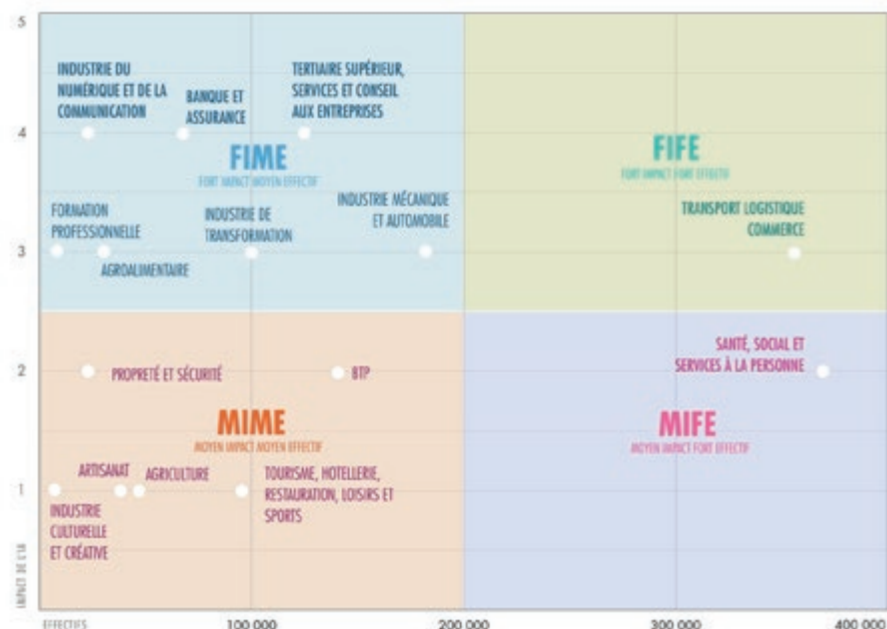 5
INDUSTRIE DU
NUMÉRIQUE ET DE LA
COMMUNICATION
BANQUE ET
ASSURANCE
TERTIAIRE SUPÉRIEUR,
SERVICES ET CONSEIL
AUX ENTREPRISES
4
FIME
FORT IMPACT MOYEN EFFECTIF
FIFE
FORT IMPACT FORT EFFECTIF
FORMATION
PROFESSIONNELLE
INDUSTRIE DE
TRANSFORMATION
INDUSTRIE MÉCANIQUE
ET AUTOMOBILE
TRANSPORT LOGISTIQUE
COMMERCE
3
AGROALIMENTAIRE
SANTÉ, SOCIAL ET
SERVICES À LA PERSONNE
2
PROPRETÉ ET SÉCURITÉ
BTP
MIME
MOYEN IMPACT MOYEN EFFECTIF
MIFE
MOYEN IMPACT FORT EFFECTIF
ARTISANAT
AGRICULTURE
TOURISME, HOTELLERIE,
RESTAURATION, LOISIRS ET
SPORTS
1
INDUSTRIE
CULTURELLE
ET CRÉATIVE
IMPACT DE L'IA
EFFECTIFS
100 000
200 000
300 000
400 000